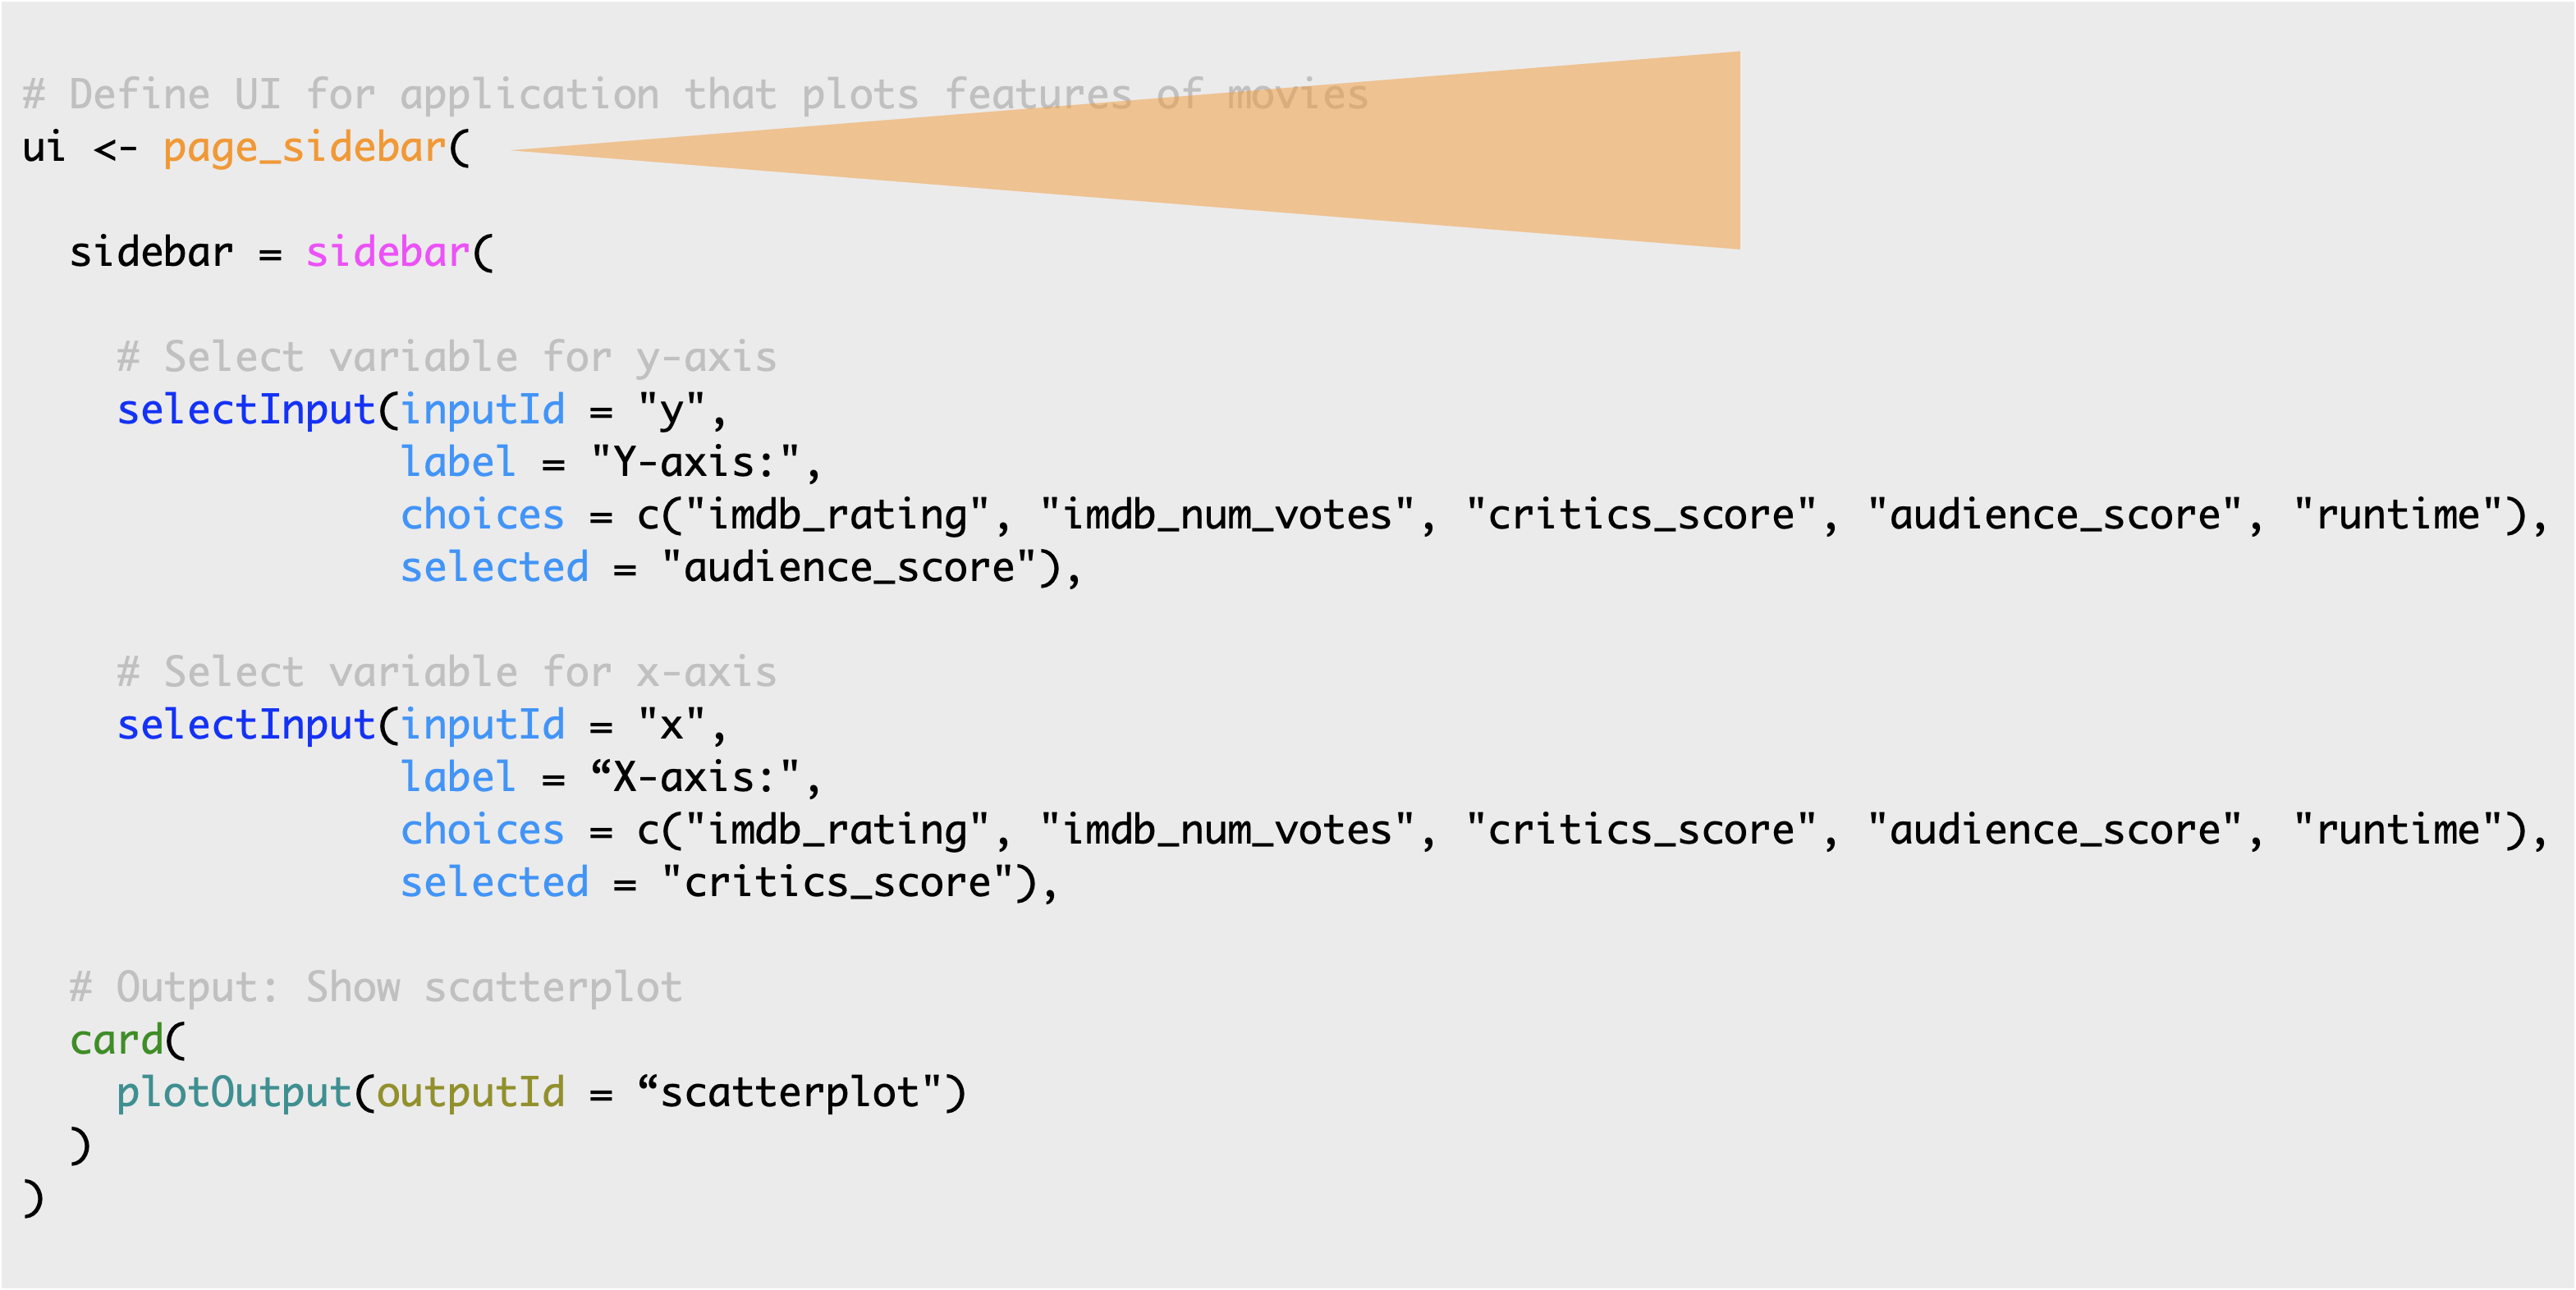 # Define UI for application that plots features of movies
ui <- page_sidebar(
  sidebar = sidebar(
    # Select variable for y-axis
    selectInput(inputId = "y",
                label = "Y-axis:",
                choices = c("imdb_rating", "imdb_num_votes", "critics_score", "audience_score", "runtime"),
                selected = "audience_score"),
    # Select variable for x-axis
    selectInput(inputId = "x",
                label = “X-axis:",
                choices = c("imdb_rating", "imdb_num_votes", "critics_score", "audience_score", "runtime"),
                selected = "critics_score"),
  # Output: Show scatterplot
  card(
    plotOutput(outputId = “scatterplot")
  )
)